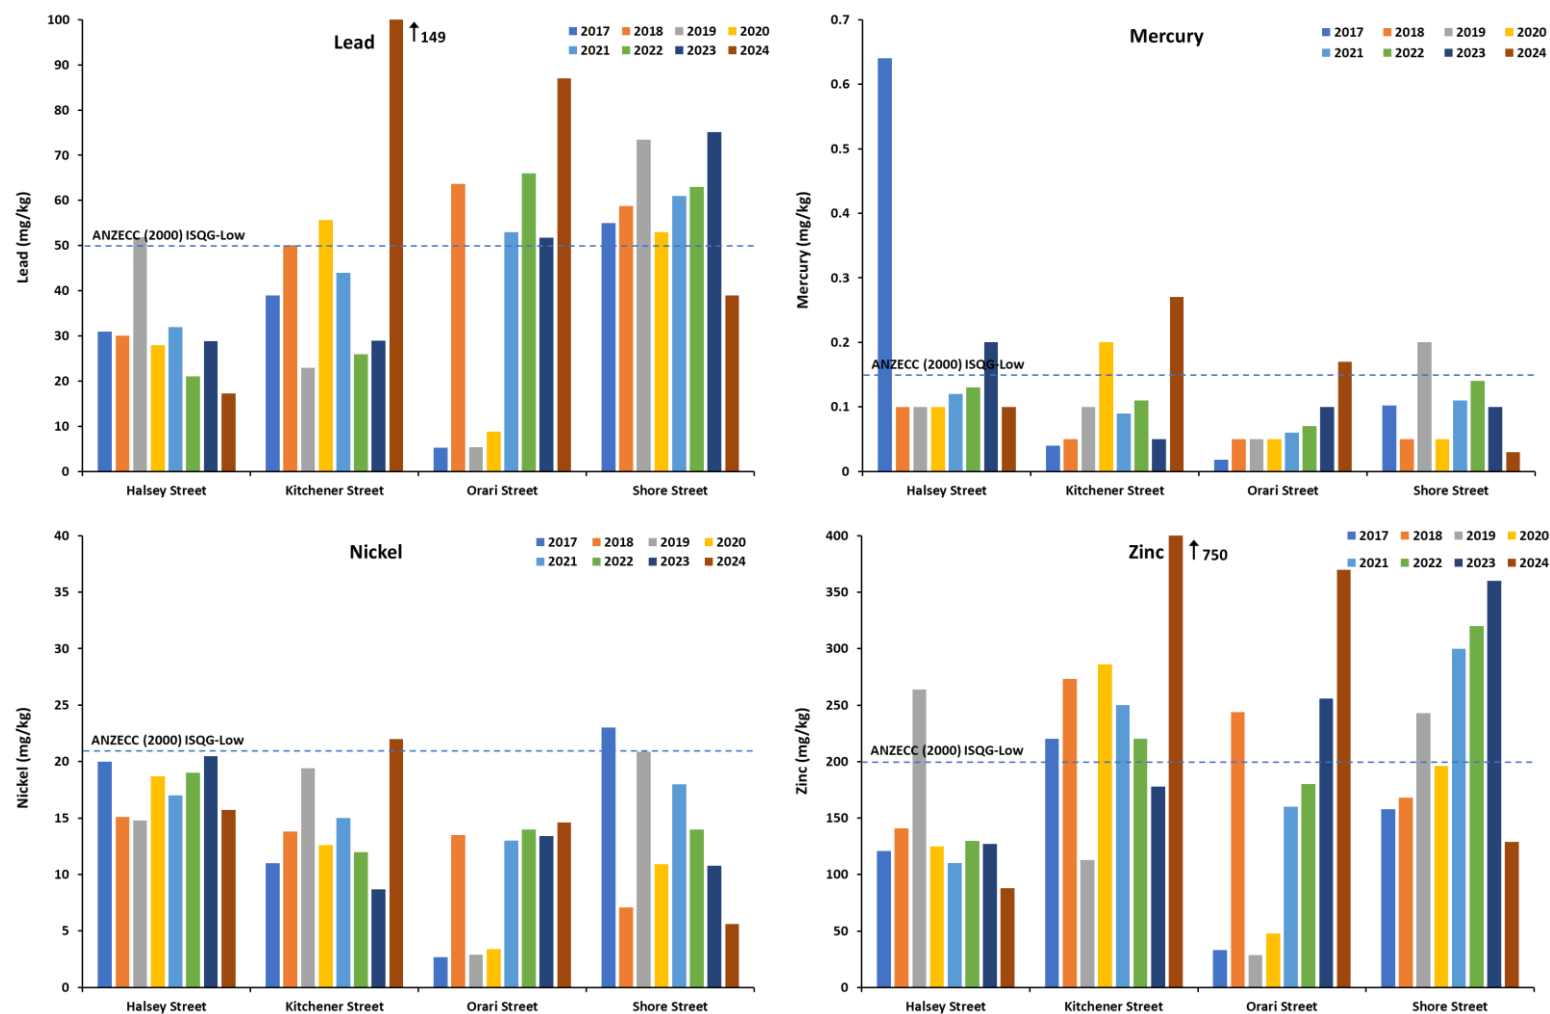 Lead
↑149
2017 2018 2019 2020
2021 2022 2023 2024
100
90
80
70
60
50
40
30
20
10
0
Lead (mg/kg)
ANZECC (2000) ISQG-Low
Halsey Street Kitchener Street Orari Street Shore Street
Mercury
2017 2018 2019 2020
2021 2022 2023 2024
0.7
0.6
0.5
0.4
0.3
0.2
0.1
0
Mercury (mg/kg)
ANZECC (2000) ISQG-Low
Halsey Street Kitchener Street Orari Street Shore Street
Nickel
2017 2018 2019 2020
2021 2022 2023 2024
40
35
30
25
20
15
10
5
0
Nickel (mg/kg)
ANZECC (2000) ISQG-Low
Halsey Street Kitchener Street Orari Street Shore Street
Zinc
↑750
2017 2018 2019 2020
2021 2022 2023 2024
400
350
300
250
200
150
100
50
0
Zinc (mg/kg)
ANZECC (2000) ISQG-Low
Halsey Street Kitchener Street Orari Street Shore Street